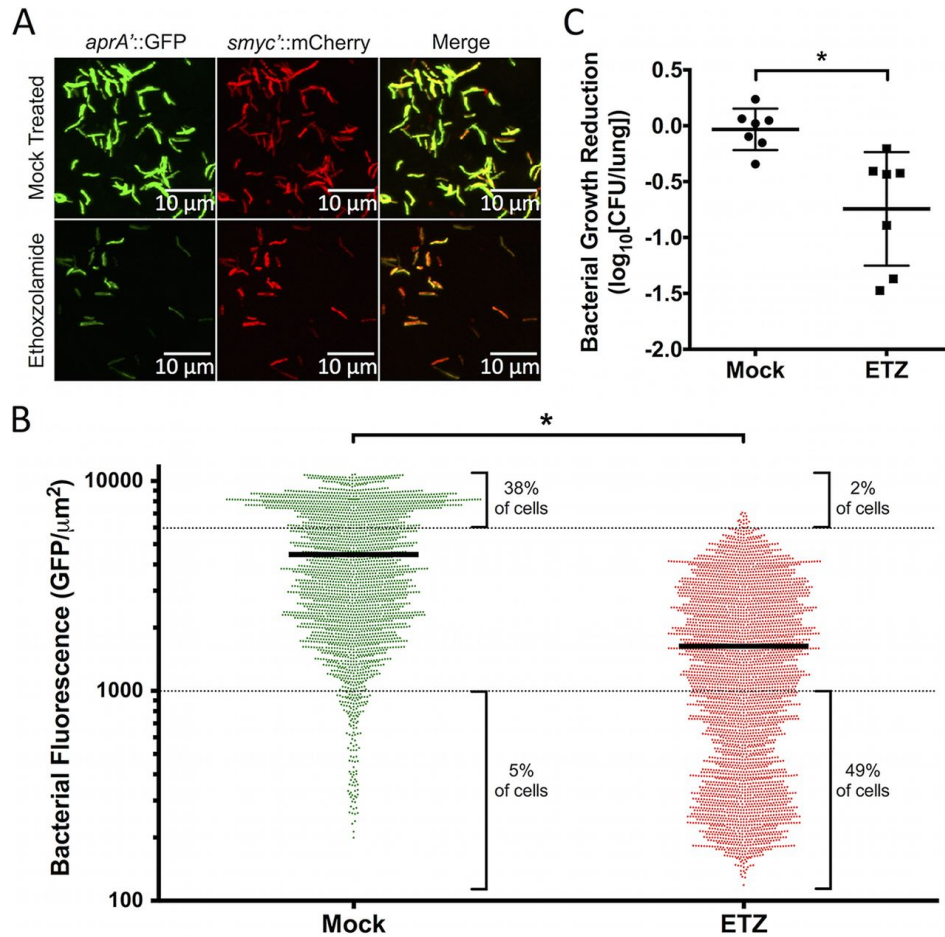 A
aprA'::GFP
smyc'::mCherry
Merge
Mock Treated
10 μm
10 μm
10 μm
Ethoxzolamide
10 μm
10 μm
10 μm
C
*
Bacterial Growth Reduction
(log10[CFU/lung])
0.5
0.0
-0.5
-1.0
-1.5
-2.0
Mock
ETZ
B
*
Bacterial Fluorescence (GFP/μm²)
10000
1000
100
38%
of cells
2%
of cells
5%
of cells
49%
of cells
Mock
ETZ